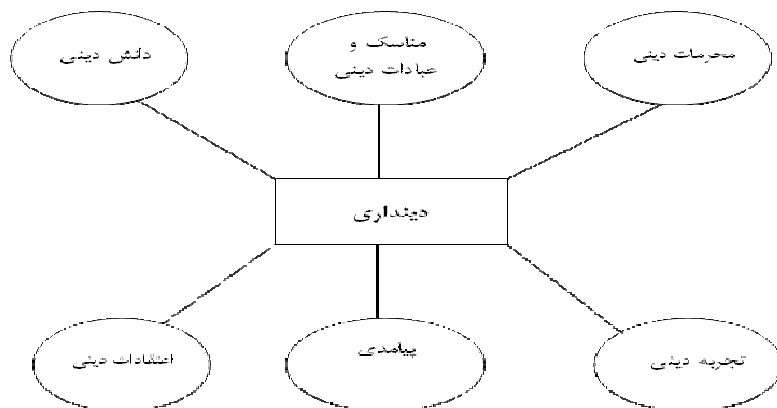 محرمات دینی
مناسک و
عبادات دینی
دانش دینی
دینداری
تجربه دینی
پیامدی
اعتقادات دینی